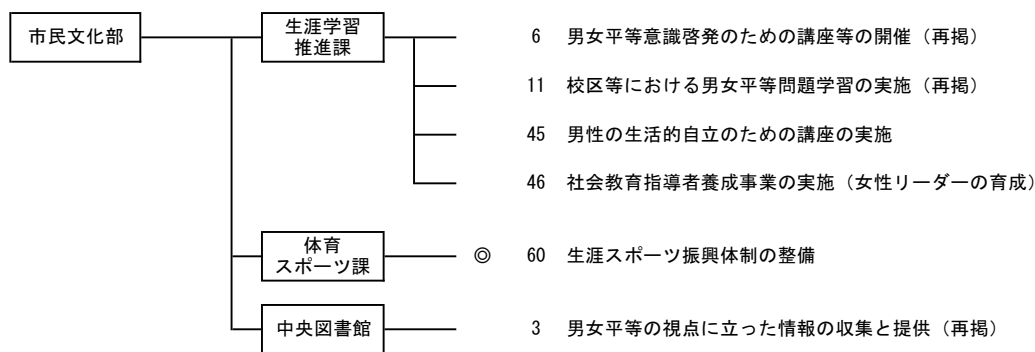 市民文化部
生涯学習
推進課
6 男女平等意識啓発のための講座等の開催（再掲）
11 校区等における男女平等問題学習の実施（再掲）
45 男性の生活的自立のための講座の実施
46 社会教育指導者養成事業の実施（女性リーダーの育成）
体育
スポーツ課
◎ 60 生涯スポーツ振興体制の整備
中央図書館
3 男女平等の視点に立った情報の収集と提供（再掲）